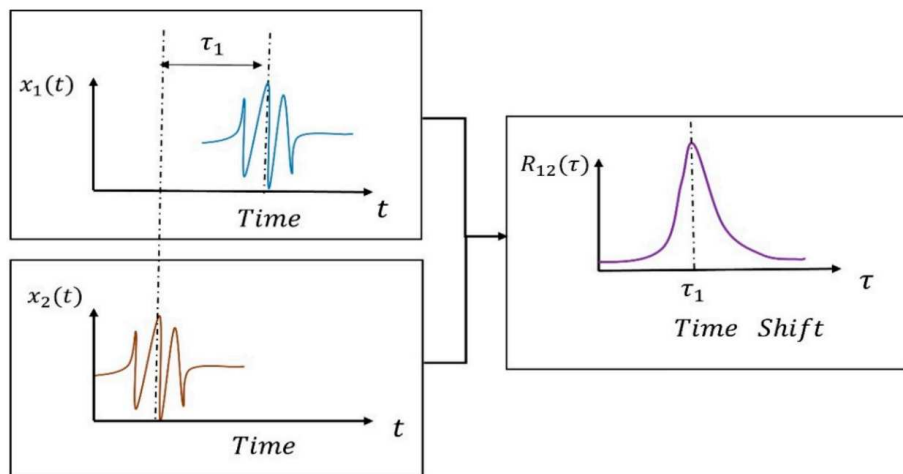 τ₁
x₁(t)
Time t
x₂(t)
Time t
R₁₂(τ)
τ₁ τ
Time Shift